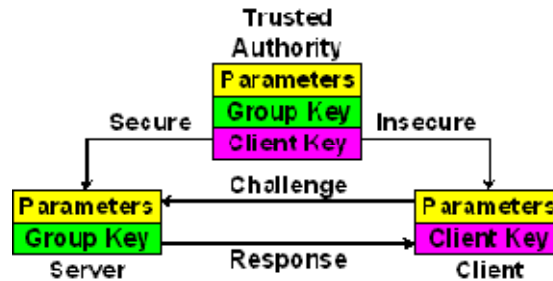 Trusted
Authority
Parameters
Group Key
Client Key
Secure
Insecure
Challenge
Parameters
Group Key
Server
Parameters
Client Key
Client
Response